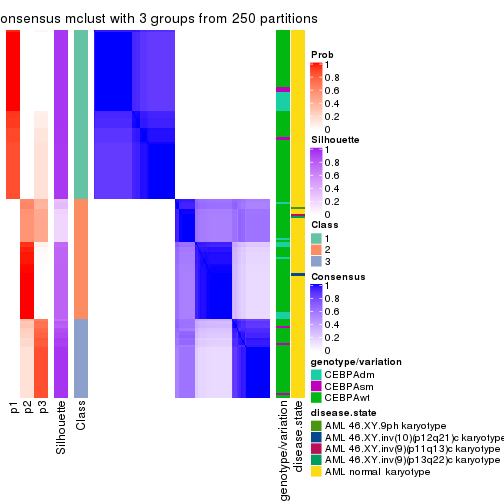 onsensus mclust with 3 groups from 250 partitions
Prob
1
0.8
0.6
0.4
0.2
0
Silhouette
1
0.8
0.6
0.4
0.2
0
Class
1
2
3
Consensus
1
0.8
0.6
0.4
0.2
0
genotype/variation
CEBPAdm
CEBPAsm
CEBPAwt
disease.state
AML 46.XY.9ph karyotype
AML 46.XY.inv(10)(p12q21)c karyotype
AML 46.XY.inv(9)(p11q13)c karyotype
AML 46.XY.inv(9)(p13q22)c karyotype
AML normal karyotype
p1
p2
p3
Silhouette
Class
genotype/variation
disease.state